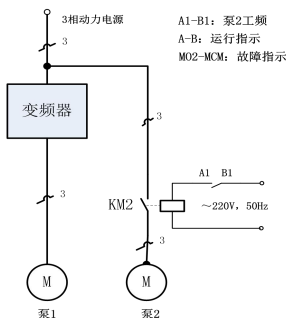 3相动力电源
A1-B1: 泵2工频
A-B: 运行指示
MO2-MCM: 故障指示
3
变频器
3
3
KM2
A1 B1
～220V, 50Hz
3
M
M
泵1
泵2